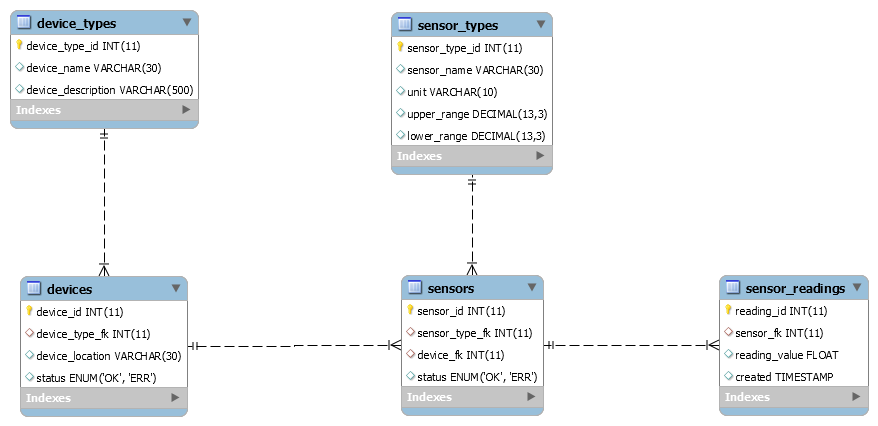 device_types
device_type_id INT(11)
device_name VARCHAR(30)
device_description VARCHAR(500)
Indexes
sensor_types
sensor_type_id INT(11)
sensor_name VARCHAR(30)
unit VARCHAR(10)
upper_range DECIMAL(13,3)
lower_range DECIMAL(13,3)
Indexes
devices
device_id INT(11)
device_type_fk INT(11)
device_location VARCHAR(30)
status ENUM('OK', 'ERR')
Indexes
sensors
sensor_id INT(11)
sensor_type_fk INT(11)
device_fk INT(11)
status ENUM('OK', 'ERR')
Indexes
sensor_readings
reading_id INT(11)
sensor_fk INT(11)
reading_value FLOAT
created TIMESTAMP
Indexes